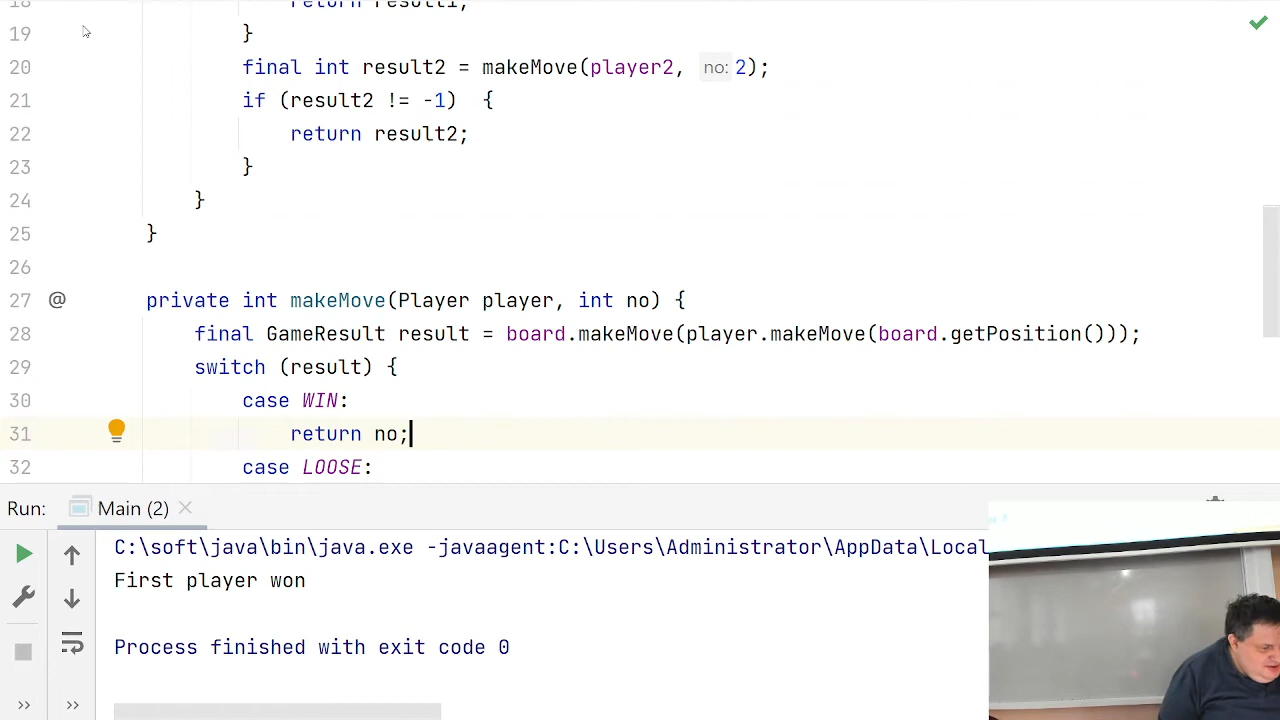 18 return result1;
19 }
20 final int result2 = makeMove(player2, no: 2);
21 if (result2 != -1) {
22 return result2;
23 }
24 }
25 }
26
27 @ private int makeMove(Player player, int no) {
28 final GameResult result = board.makeMove(player.makeMove(board.getPosition()));
29 switch (result) {
30 case WIN:
31 return no;
32 case LOOSE:
Run: Main (2)
C:\soft\java\bin\java.exe -javaagent:C:\Users\Administrator\AppData\Local
First player won
Process finished with exit code 0